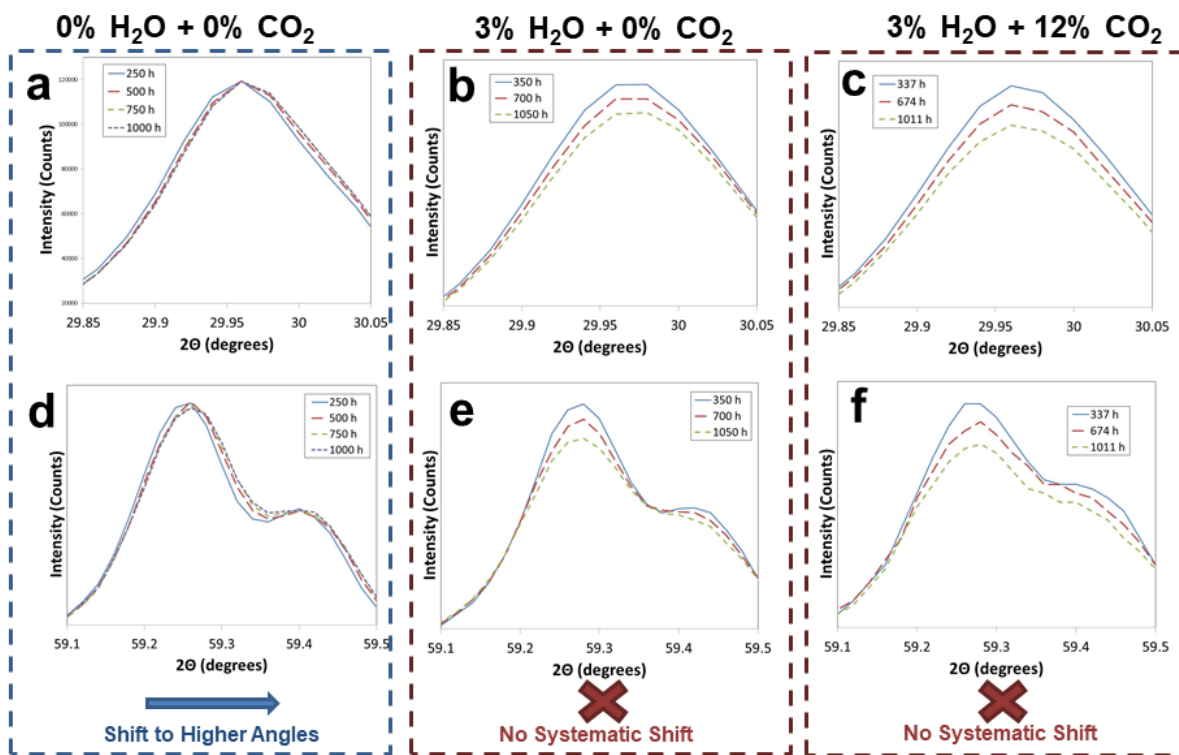 0% H₂O + 0% CO₂
3% H₂O + 0% CO₂
3% H₂O + 12% CO₂
a
250 h
500 h
750 h
1000 h
120000
100000
80000
60000
40000
20000
Intensity (Counts)
29.85 29.9 29.95 30 30.05
2Θ (degrees)
b
350 h
700 h
1050 h
Intensity (Counts)
29.85 29.9 29.95 30 30.05
2Θ (degrees)
c
337 h
674 h
1011 h
Intensity (Counts)
29.85 29.9 29.95 30 30.05
2Θ (degrees)
d
250 h
500 h
750 h
1000 h
Intensity (Counts)
59.1 59.2 59.3 59.4 59.5
2Θ (degrees)
e
350 h
700 h
1050 h
Intensity (Counts)
59.1 59.2 59.3 59.4 59.5
2Θ (degrees)
f
337 h
674 h
1011 h
Intensity (Counts)
59.1 59.2 59.3 59.4 59.5
2Θ (degrees)
Shift to Higher Angles
No Systematic Shift
No Systematic Shift